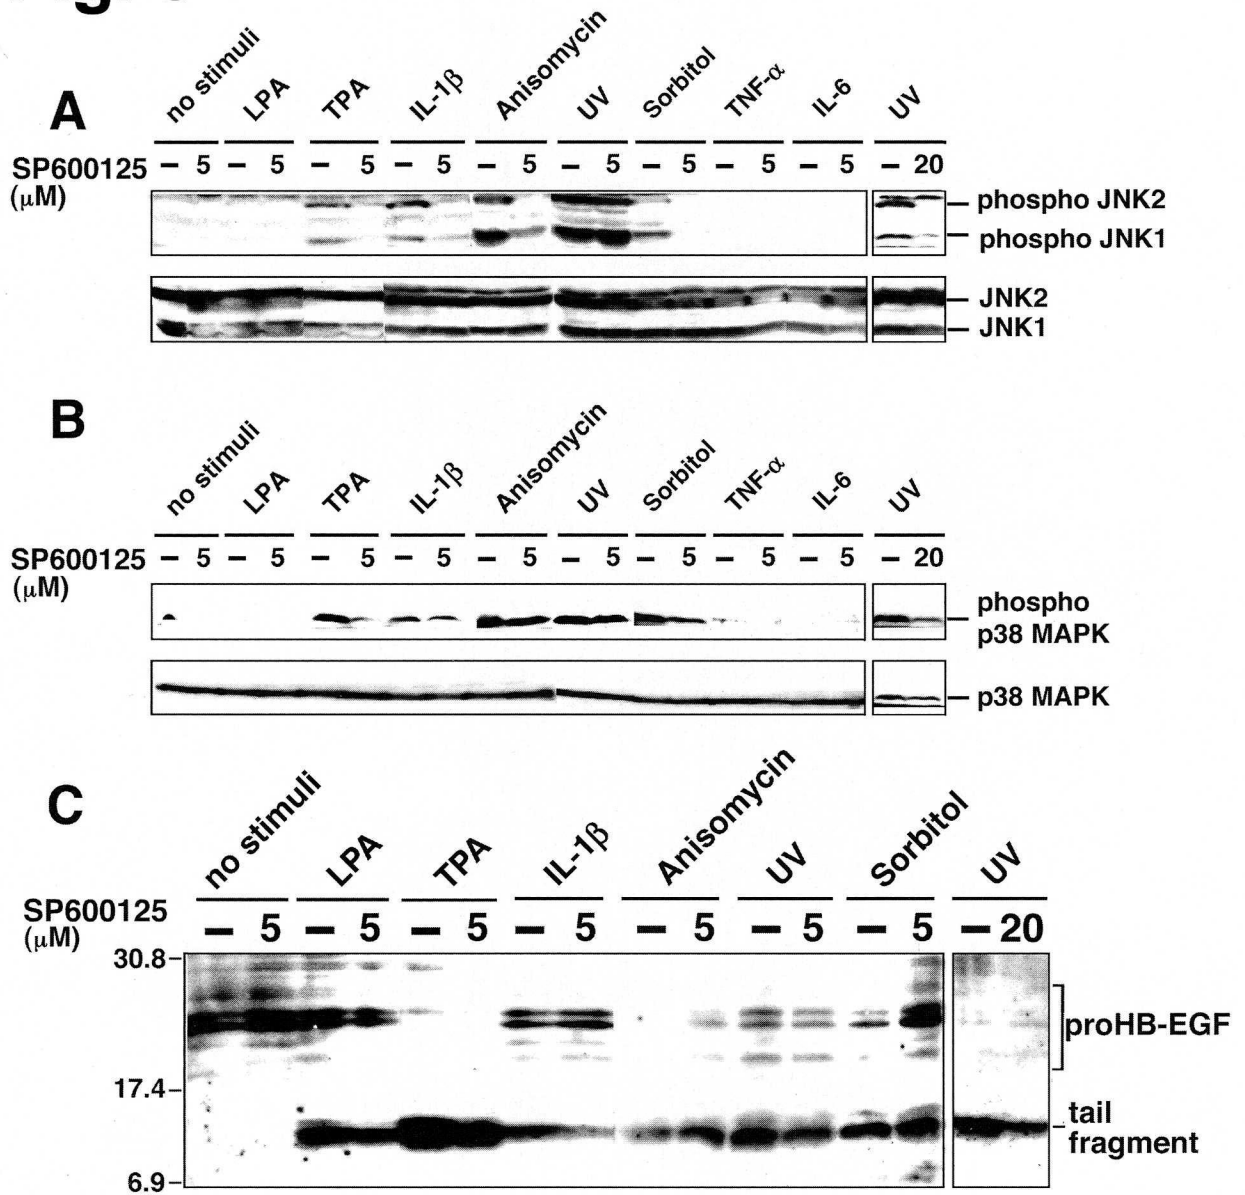 A
no stimuli LPA TPA IL-1β Anisomycin UV Sorbitol TNF-α IL-6 UV
SP600125 – 5 – 5 – 5 – 5 – 5 – 5 – 5 – 5 – 5 – 20
(μM)
phospho JNK2
phospho JNK1
JNK2
JNK1
B
no stimuli LPA TPA IL-1β Anisomycin UV Sorbitol TNF-α IL-6 UV
SP600125 – 5 – 5 – 5 – 5 – 5 – 5 – 5 – 5 – 5 – 20
(μM)
phospho
p38 MAPK
p38 MAPK
C
no stimuli LPA TPA IL-1β Anisomycin UV Sorbitol UV
SP600125 – 5 – 5 – 5 – 5 – 5 – 5 – 5 – 20
(μM)
30.8
proHB-EGF
17.4
tail
fragment
6.9